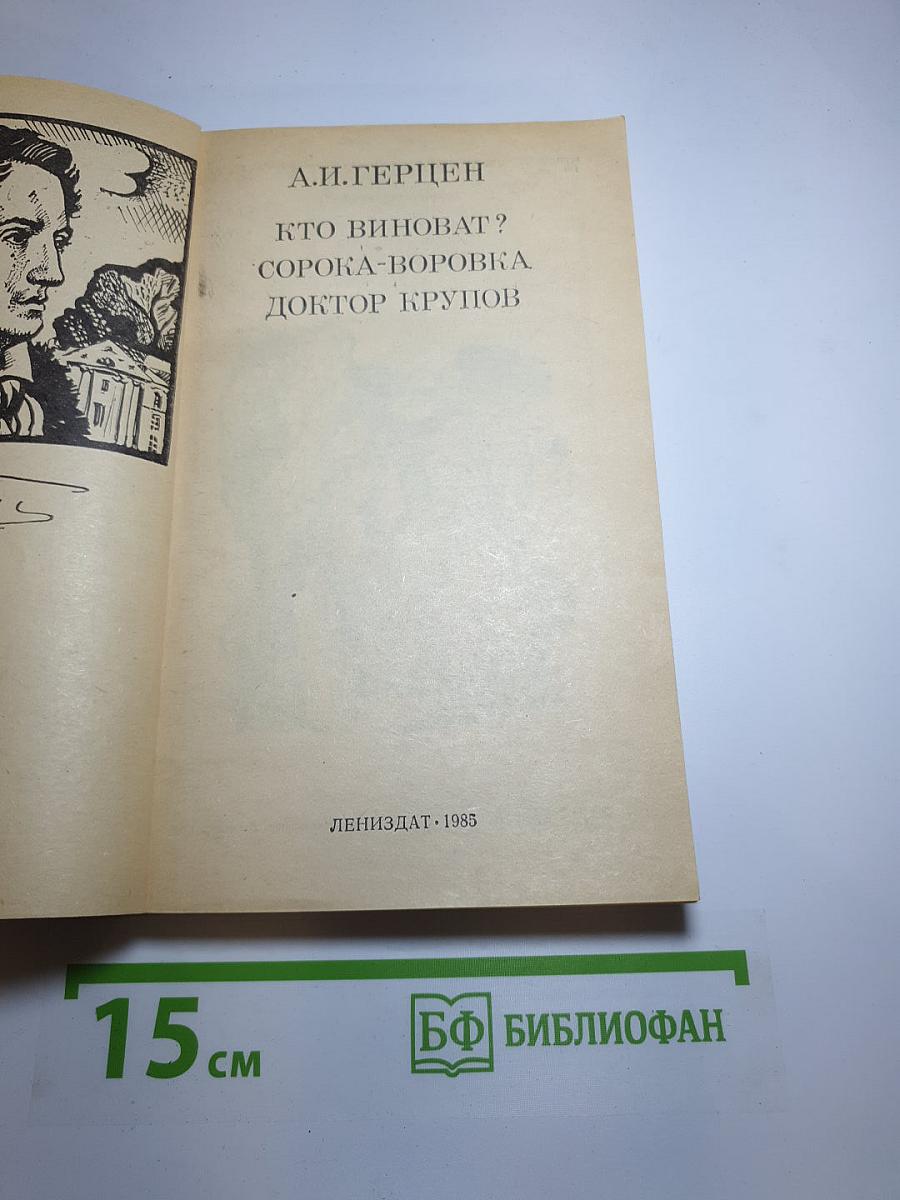 А.И.ГЕРЦЕН
КТО ВИНОВАТ?
СОРОКА-ВОРОВКА
ДОКТОР КРУПОВ
ЛЕНИЗДАТ · 1985
15 см
БФ БИБЛИОФАН